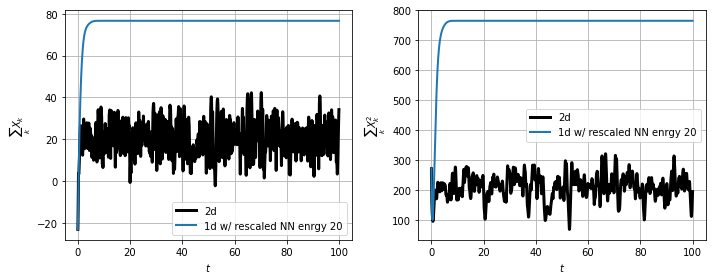 80
60
40
20
0
−20
0 20 40 60 80 100
t
∑ₖ Xₖ
2d
1d w/ rescaled NN enrgy 20
800
700
600
500
400
300
200
100
0 20 40 60 80 100
t
∑ₖ Xₖ²
2d
1d w/ rescaled NN enrgy 20